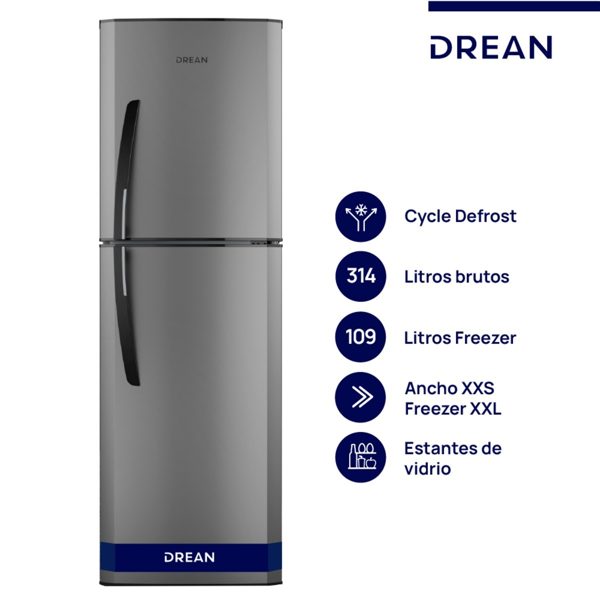 DREAN
DREAN
Cycle Defrost
314
Litros brutos
109
Litros Freezer
Ancho XXS
Freezer XXL
Estantes de
vidrio
DREAN